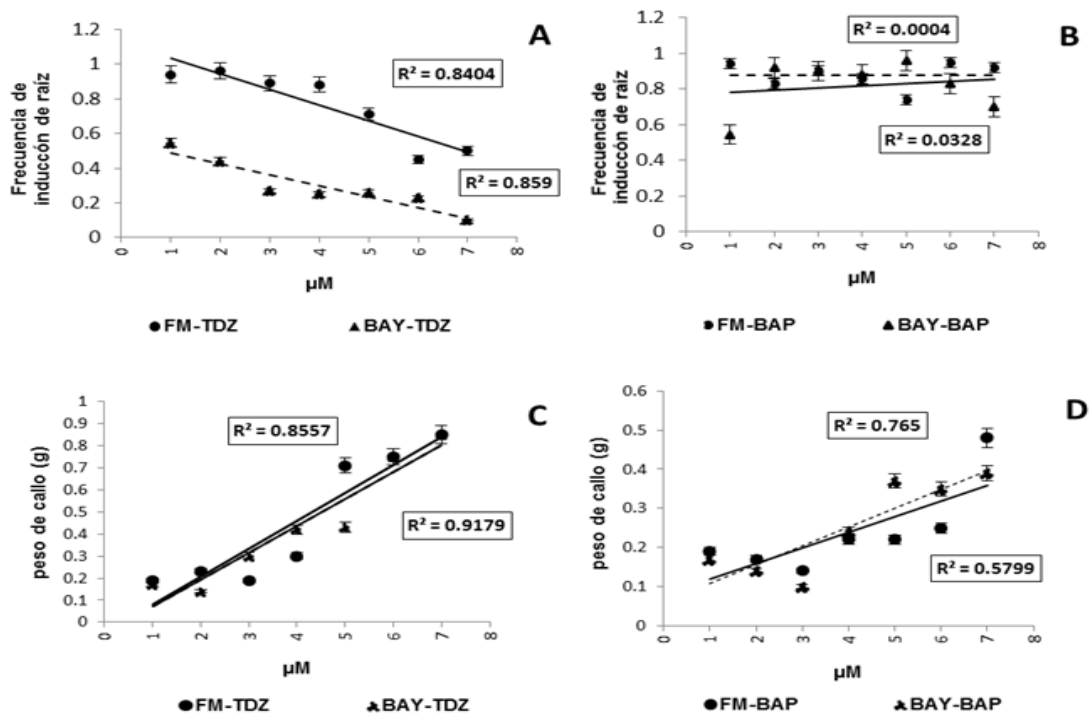 A
Frecuencia de
induccón de raíz
1.2
1
0.8
0.6
0.4
0.2
0
R² = 0.8404
R² = 0.859
0 1 2 3 4 5 6 7 8
µM
FM-TDZ BAY-TDZ
B
Frecuencia de
induccón de raíz
1.2
1
0.8
0.6
0.4
0.2
0
R² = 0.0004
R² = 0.0328
0 1 2 3 4 5 6 7 8
µM
FM-BAP BAY-BAP
C
peso de callo (g)
1
0.9
0.8
0.7
0.6
0.5
0.4
0.3
0.2
0.1
0
R² = 0.8557
R² = 0.9179
0 1 2 3 4 5 6 7 8
µM
FM-TDZ BAY-TDZ
D
peso de callo (g)
0.6
0.5
0.4
0.3
0.2
0.1
0
R² = 0.765
R² = 0.5799
0 1 2 3 4 5 6 7 8
µM
FM-BAP BAY-BAP